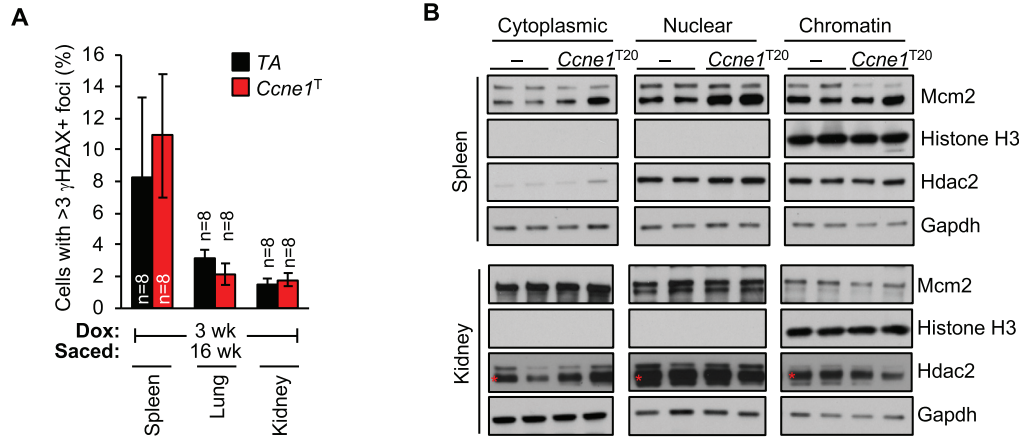 A
Cells with >3 γH2AX+ foci (%)
16
14
12
10
8
6
4
2
0
TA
Ccne1ᵀ
n=8
n=8
n=8
n=8
n=8
n=8
Dox: 3 wk
Saced: 16 wk
Spleen
Lung
Kidney
B
Cytoplasmic Nuclear Chromatin
– Ccne1ᵀ²⁰ – Ccne1ᵀ²⁰ – Ccne1ᵀ²⁰
Spleen
Mcm2
Histone H3
Hdac2
Gapdh
Kidney
Mcm2
Histone H3
* * * Hdac2
Gapdh